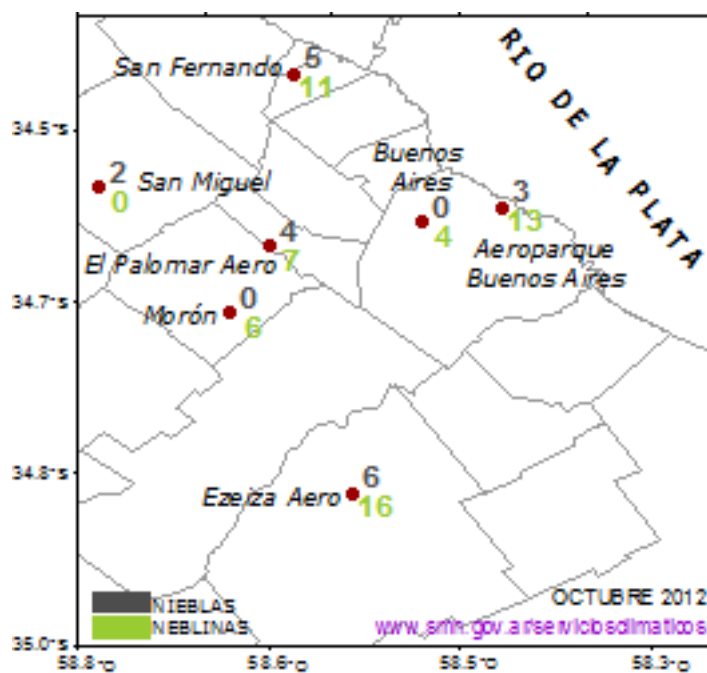 5
San Fernando
11
RIO DE LA PLATA
34.5°S
Buenos
Aires
2
San Miguel
0
0
4
3
13
4
El Palomar Aero
7
Aeroparque
Buenos Aires
34.7°S
0
Morón
6
34.8°S
6
Ezeiza Aero
16
NIEBLAS
NEBLINAS
OCTUBRE 2012
www.smn.gov.ar/serviciosclimaticos
35.0°S
58.8°O
58.6°O
58.5°O
58.3°O